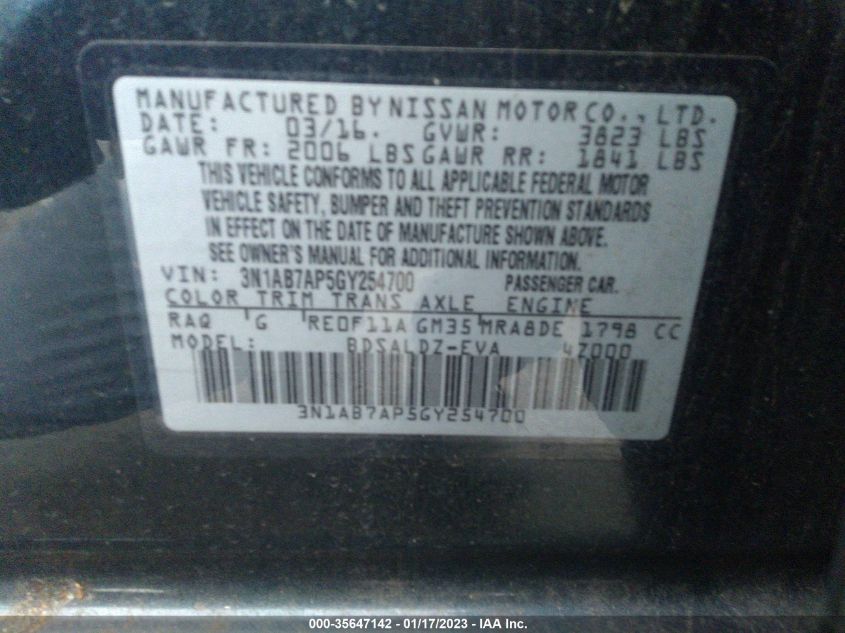 MANUFACTURED BY NISSAN MOTOR CO., LTD.
DATE: 03/16. GVWR: 3823 LBS
GAWR FR: 2006 LBS GAWR RR: 1841 LBS
THIS VEHICLE CONFORMS TO ALL APPLICABLE FEDERAL MOTOR
VEHICLE SAFETY, BUMPER AND THEFT PREVENTION STANDARDS
IN EFFECT ON THE DATE OF MANUFACTURE SHOWN ABOVE.
SEE OWNER'S MANUAL FOR ADDITIONAL INFORMATION.
VIN: 3N1AB7AP5GY254700 PASSENGER CAR.
COLOR TRIM TRANS AXLE ENGINE
RAQ G RE0F11A GM35 MRA8DE 1798 CC
MODEL: BDSALDZ-EVA 4Z000
3N1AB7AP5GY254700
000-35647142 - 01/17/2023 - IAA Inc.